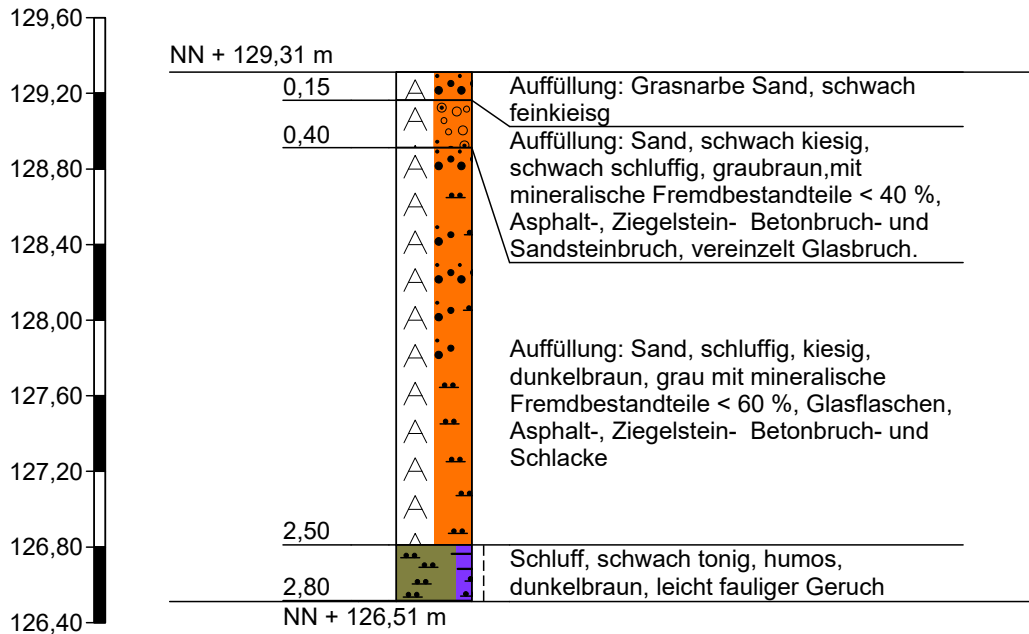 129,60
129,20
128,80
128,40
128,00
127,60
127,20
126,80
126,40
NN + 129,31 m
0,15
Auffüllung: Grasnarbe Sand, schwach
feinkieisg
0,40
Auffüllung: Sand, schwach kiesig,
schwach schluffig, graubraun,mit
mineralische Fremdbestandteile < 40 %,
Asphalt-, Ziegelstein- Betonbruch- und
Sandsteinbruch, vereinzelt Glasbruch.
Auffüllung: Sand, schluffig, kiesig,
dunkelbraun, grau mit mineralische
Fremdbestandteile < 60 %, Glasflaschen,
Asphalt-, Ziegelstein- Betonbruch- und
Schlacke
2,50
Schluff, schwach tonig, humos,
dunkelbraun, leicht fauliger Geruch
2,80
NN + 126,51 m